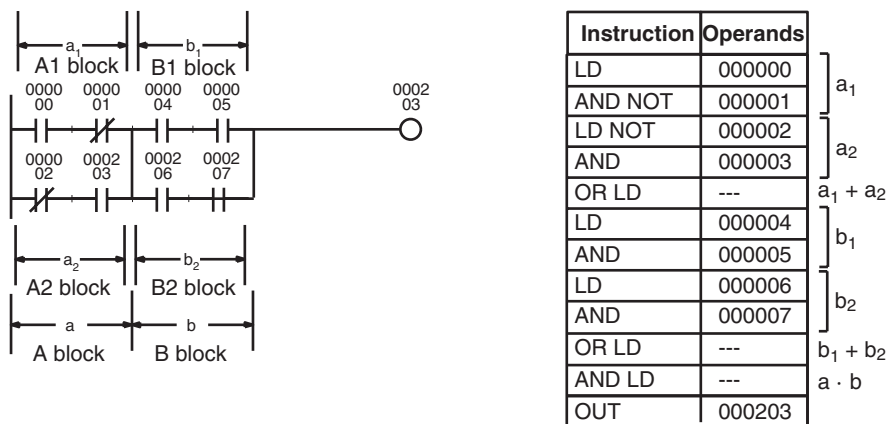 a1 b1
A1 block B1 block
0000 0000 0000 0000 0002
00 01 04 05 03
0000 0002 0002 0002
02 03 06 07
a2 b2
A2 block B2 block
a b
A block B block
Instruction Operands
LD 000000
AND NOT 000001
a1
LD NOT 000002
AND 000003
a2
OR LD --- a1 + a2
LD 000004
AND 000005
b1
LD 000006
AND 000007
b2
OR LD --- b1 + b2
AND LD --- a · b
OUT 000203